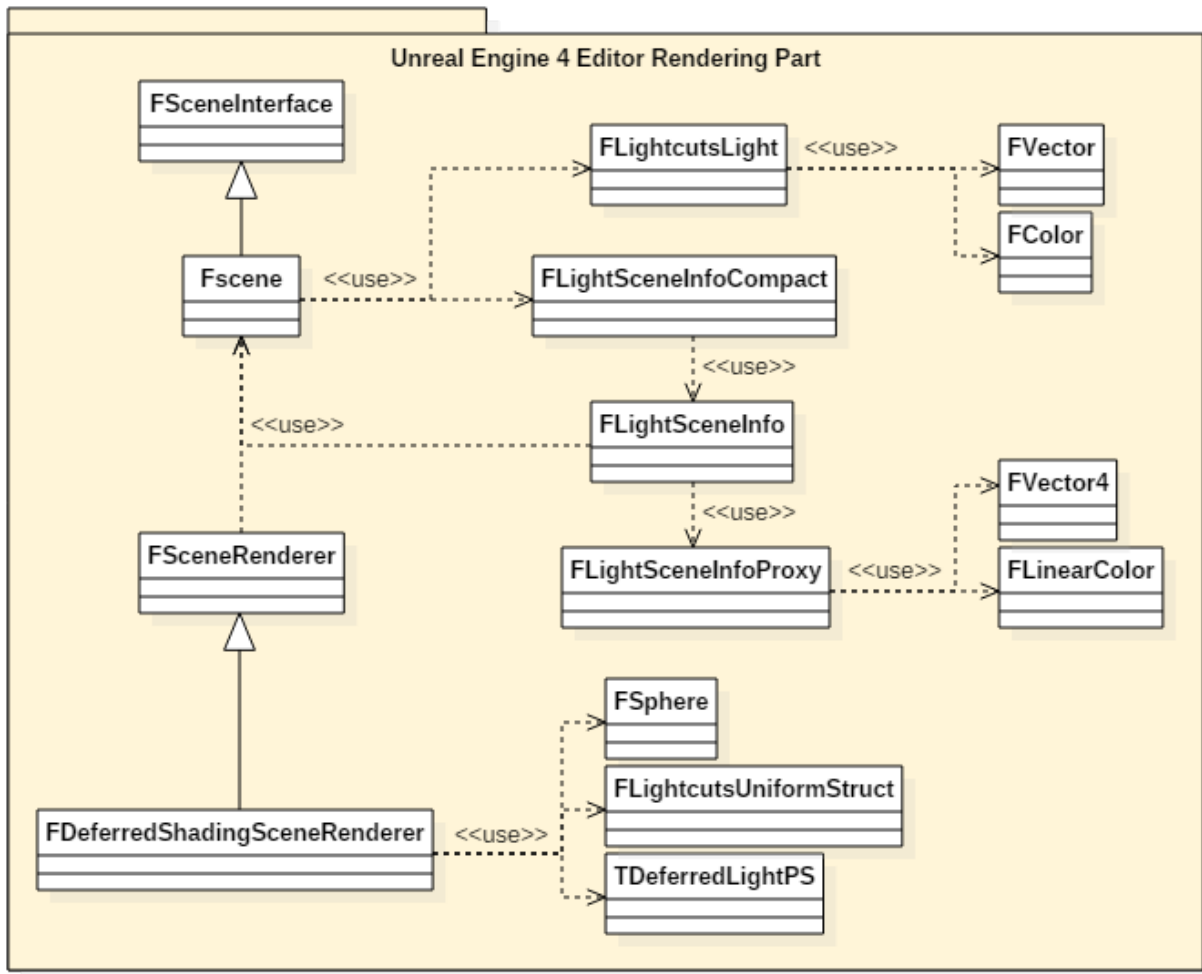 Unreal Engine 4 Editor Rendering Part
FSceneInterface
FLightcutsLight
<<use>>
FVector
FColor
Fscene
<<use>>
FLightSceneInfoCompact
<<use>>
FLightSceneInfo
<<use>>
<<use>>
FVector4
FSceneRenderer
FLightSceneInfoProxy
<<use>>
FLinearColor
FSphere
FLightcutsUniformStruct
FDeferredShadingSceneRenderer
<<use>>
TDeferredLightPS